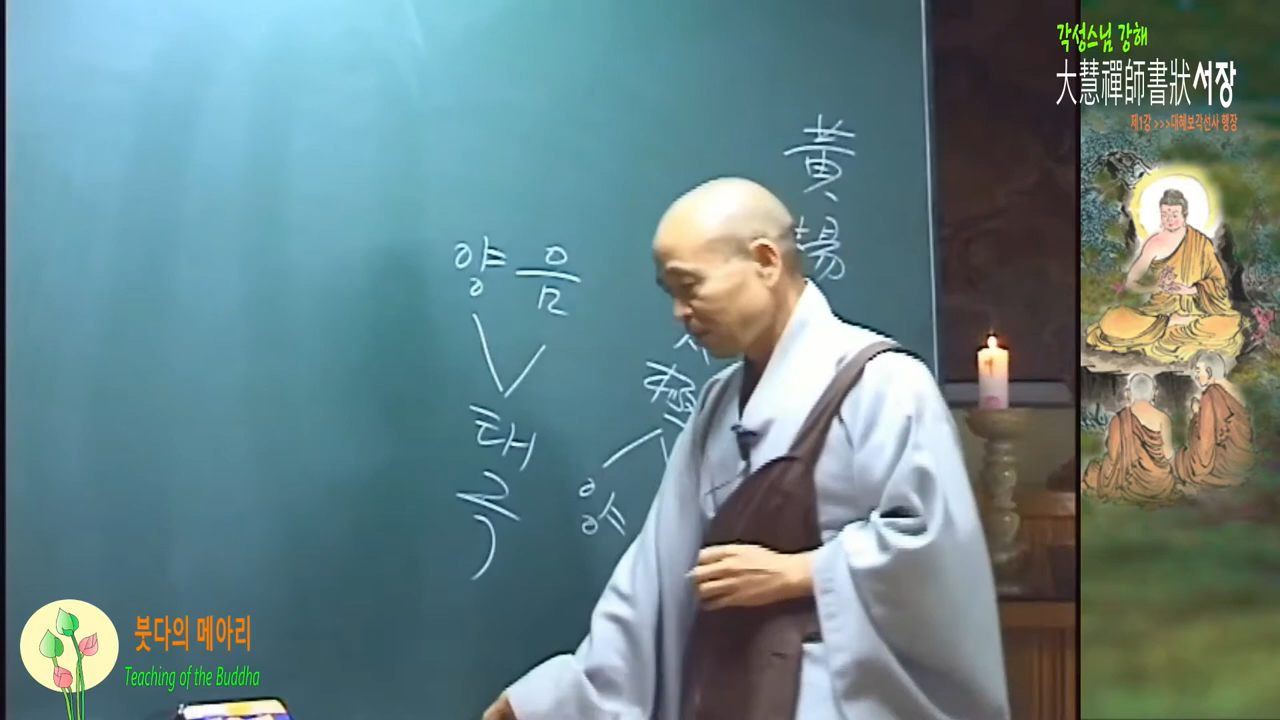 각성스님 강해
大慧禪師書狀서장
제1강 >>>대혜보각선사 행장
黃
양 음
태
극
양
붓다의 메아리
Teaching of the Buddha